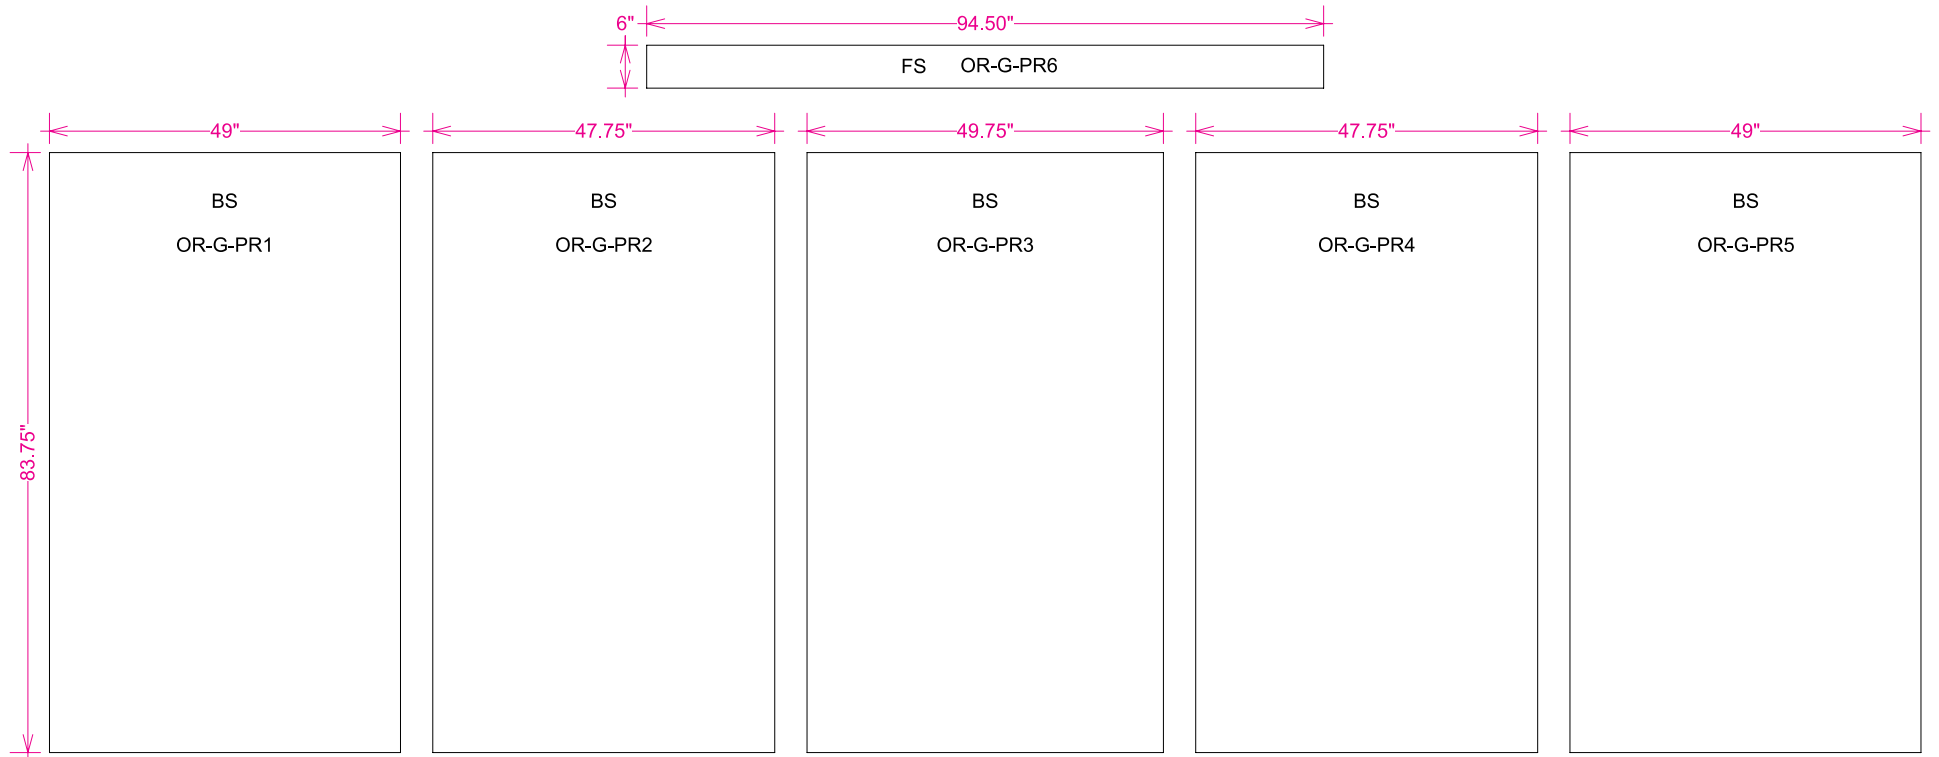 6" 94.50"
FS OR-G-PR6
49" 47.75" 49.75" 47.75" 49"
BS BS BS BS BS
OR-G-PR1 OR-G-PR2 OR-G-PR3 OR-G-PR4 OR-G-PR5
83.75"